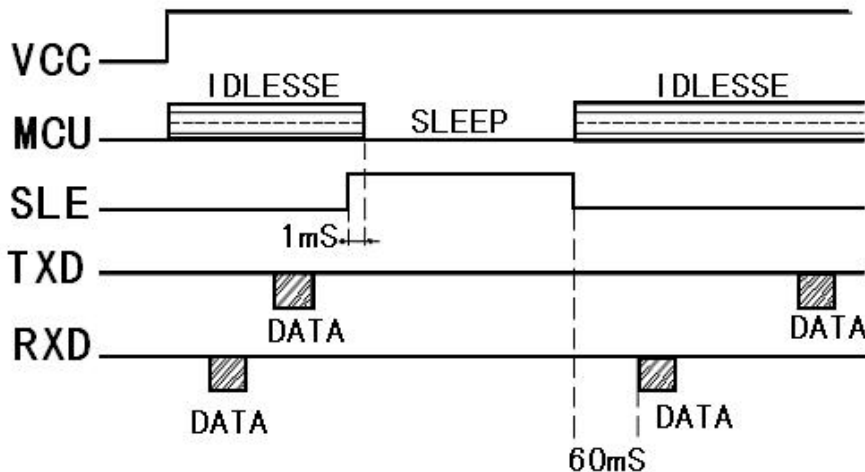 VCC
IDLESSE IDLESSE
MCU SLEEP
SLE
1mS
TXD
DATA DATA
RXD
DATA DATA
60mS